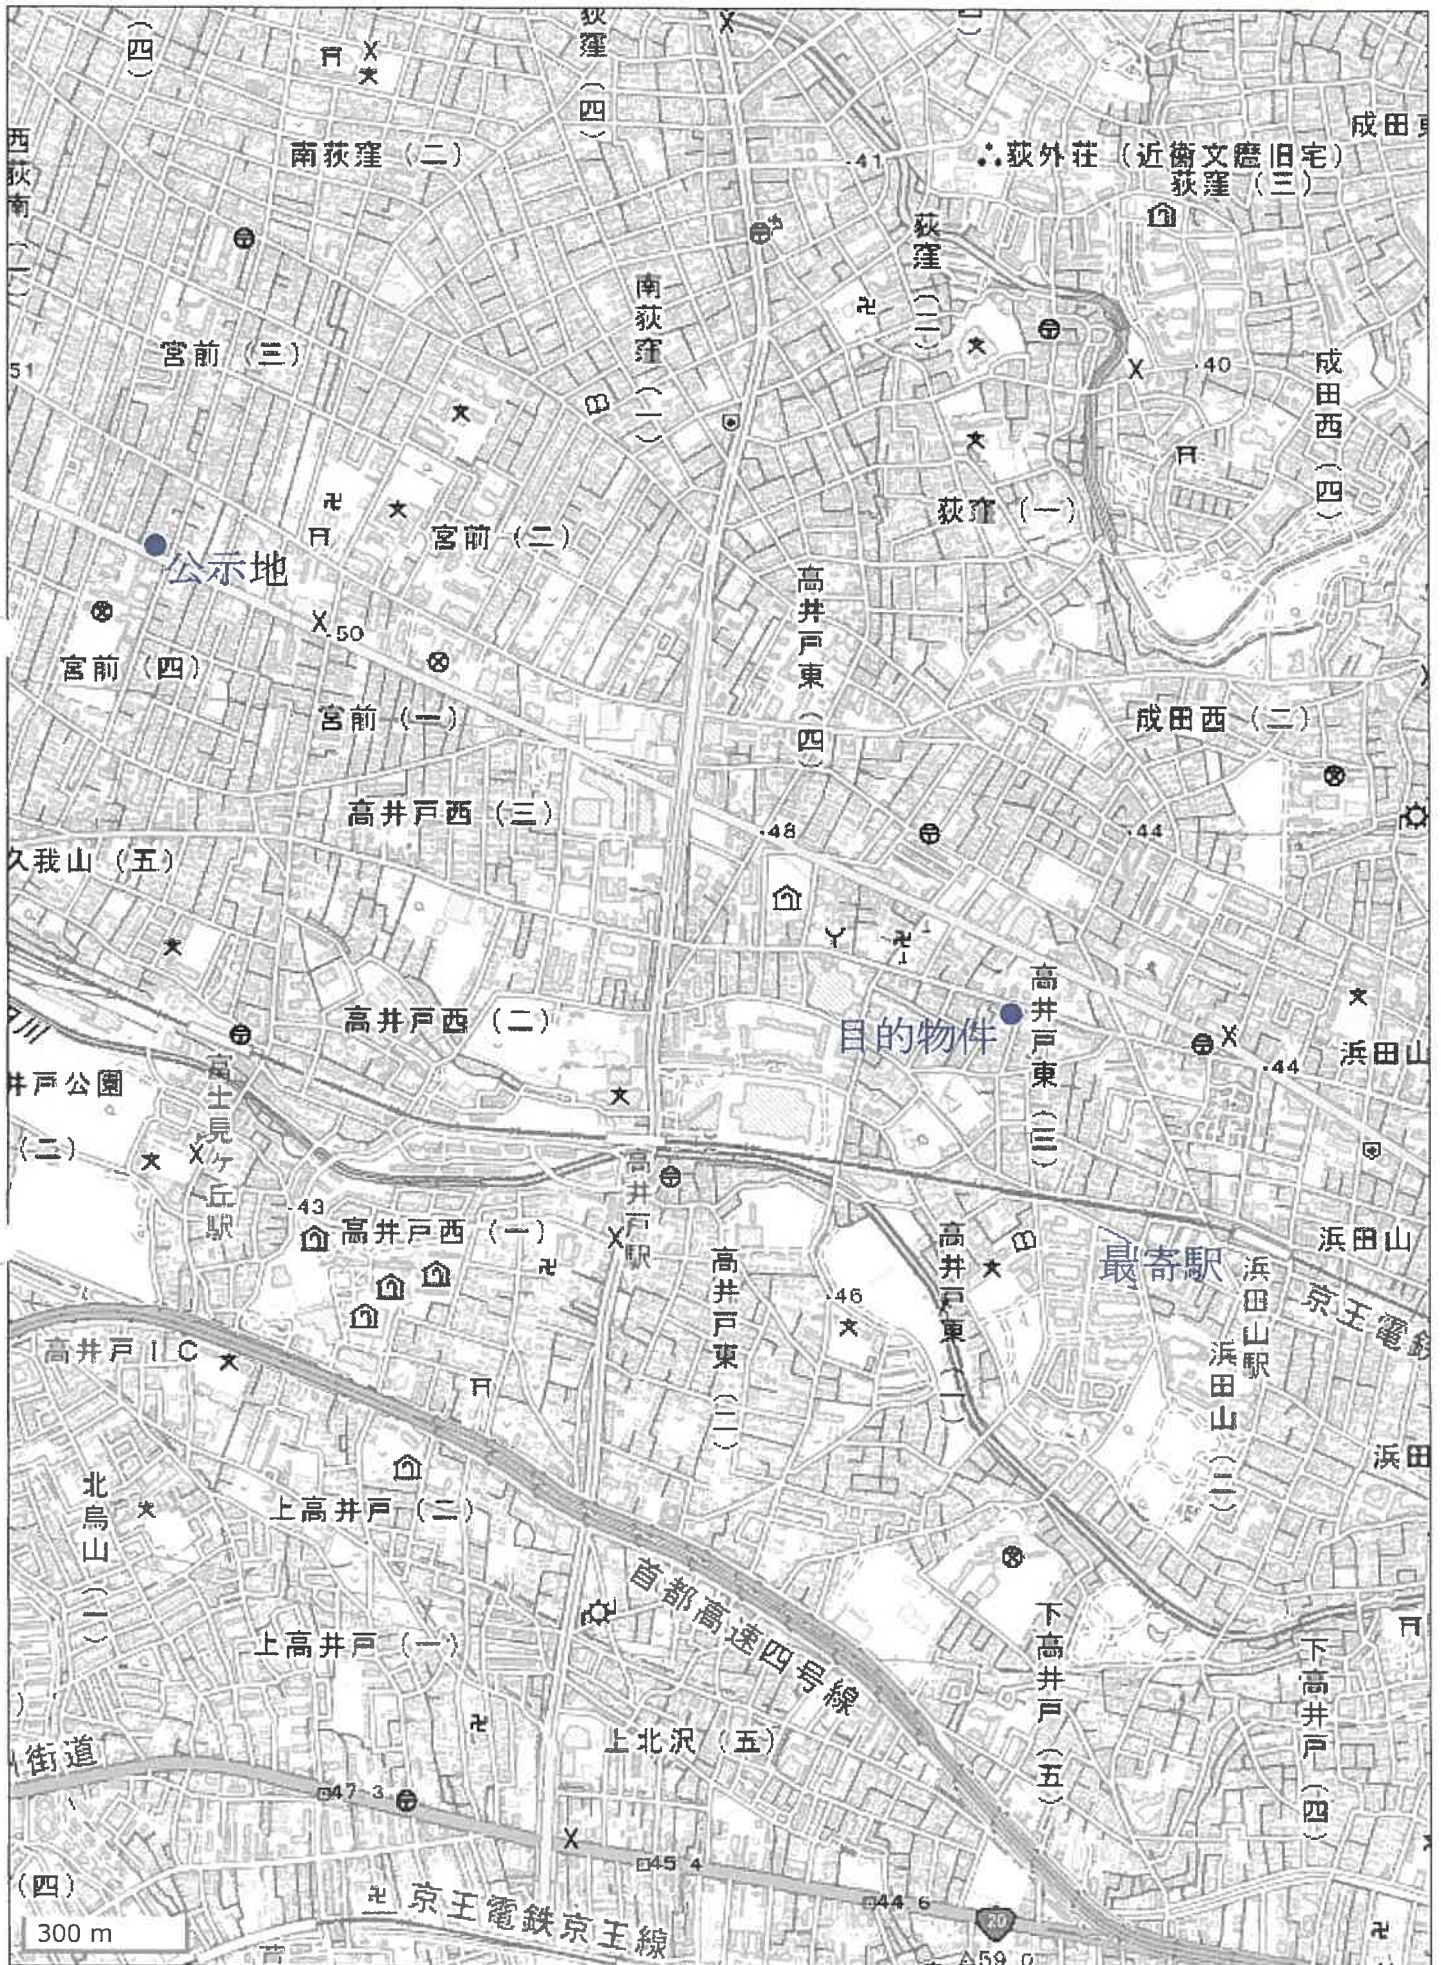 (四)
荻窪(四)
成田東
南荻窪(二)
41
荻外荘(近衛文麿旧宅)
荻窪(三)
西荻南(一)
荻窪(二)
南荻窪(一)
宮前(三)
51
40
成田西(四)
荻窪(一)
宮前(二)
公示地
高井戸東(四)
50
宮前(四)
宮前(一)
成田西(二)
高井戸西(三)
48
44
久我山(五)
高井戸東(三)
高井戸西(二)
目的物件
浜田山
44
井戸公園
富士見ヶ丘駅
(二)
高井戸駅
43
高井戸西(一)
高井戸東(二)
高井戸東(一)
最寄駅
浜田山駅
浜田山
京王電鉄
46
高井戸IC
浜田山(二)
浜田
北烏山(一)
上高井戸(二)
首都高速四号線
上高井戸(一)
下高井戸(五)
下高井戸(四)
上北沢(五)
街道
47 3
45 4
44 6
(四)
京王電鉄京王線
20
300 m
59 0